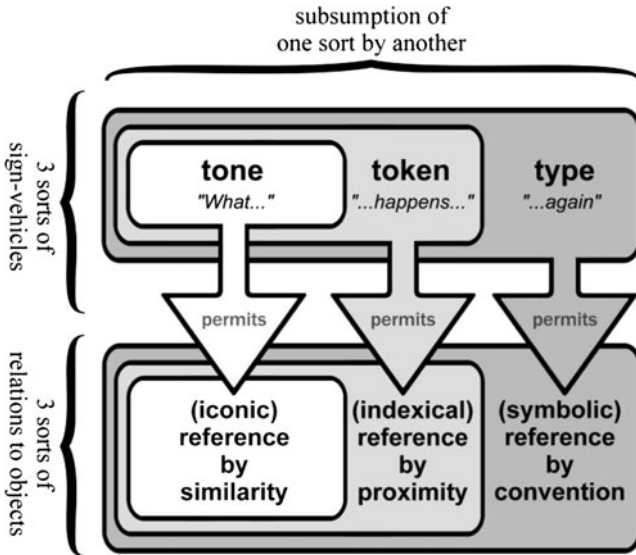 subsumption of
one sort by another
3 sorts of
sign-vehicles
tone
"What..."
token
"...happens..."
type
"...again"
permits
permits
permits
3 sorts of
relations to objects
(iconic)
reference
by
similarity
(indexical)
reference
by
proximity
(symbolic)
reference
by
convention